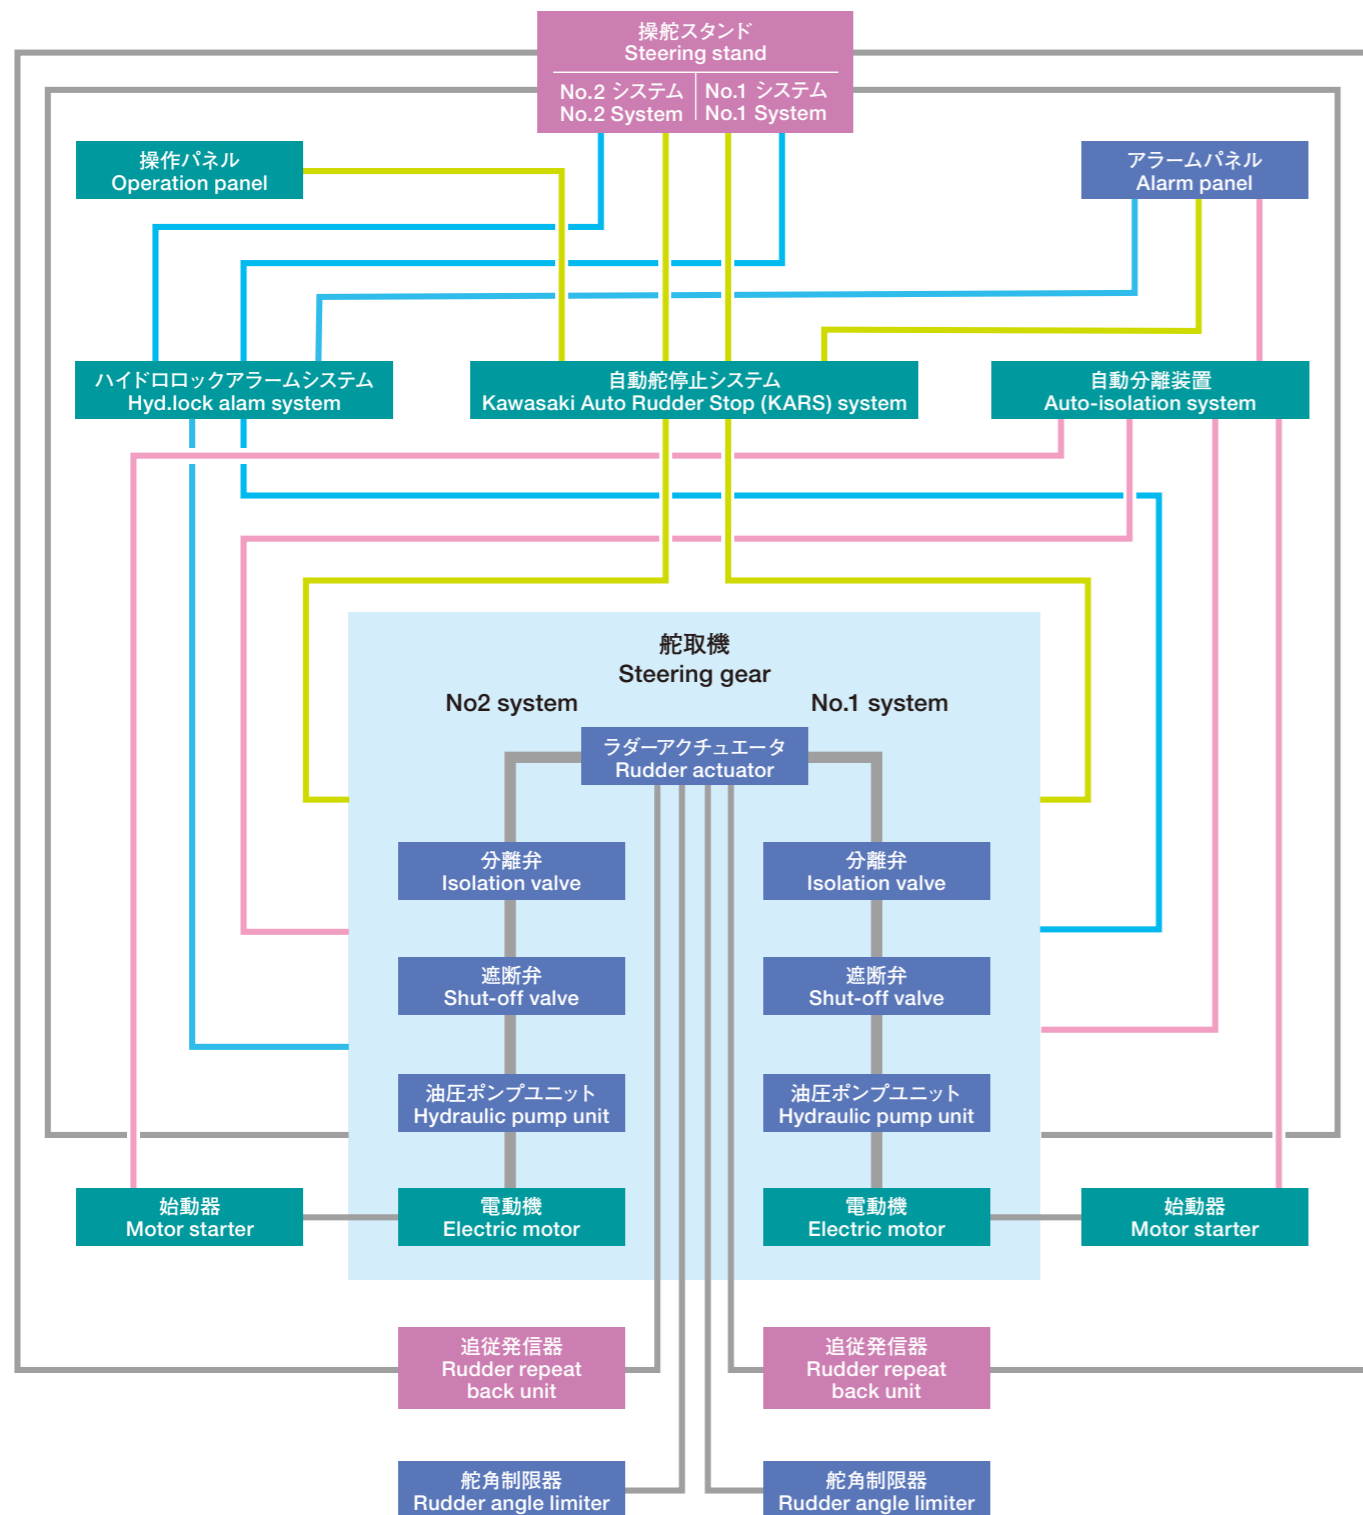 操舵スタンド
Steering stand
No.2 システム
No.2 System
No.1 システム
No.1 System
操作パネル
Operation panel
アラームパネル
Alarm panel
ハイドロロックアラームシステム
Hyd.lock alam system
自動舵停止システム
Kawasaki Auto Rudder Stop (KARS) system
自動分離装置
Auto-isolation system
舵取機
Steering gear
No2 system
No.1 system
ラダーアクチュエータ
Rudder actuator
分離弁
Isolation valve
分離弁
Isolation valve
遮断弁
Shut-off valve
遮断弁
Shut-off valve
油圧ポンプユニット
Hydraulic pump unit
油圧ポンプユニット
Hydraulic pump unit
始動器
Motor starter
電動機
Electric motor
電動機
Electric motor
始動器
Motor starter
追従発信器
Rudder repeat
back unit
追従発信器
Rudder repeat
back unit
舵角制限器
Rudder angle limiter
舵角制限器
Rudder angle limiter